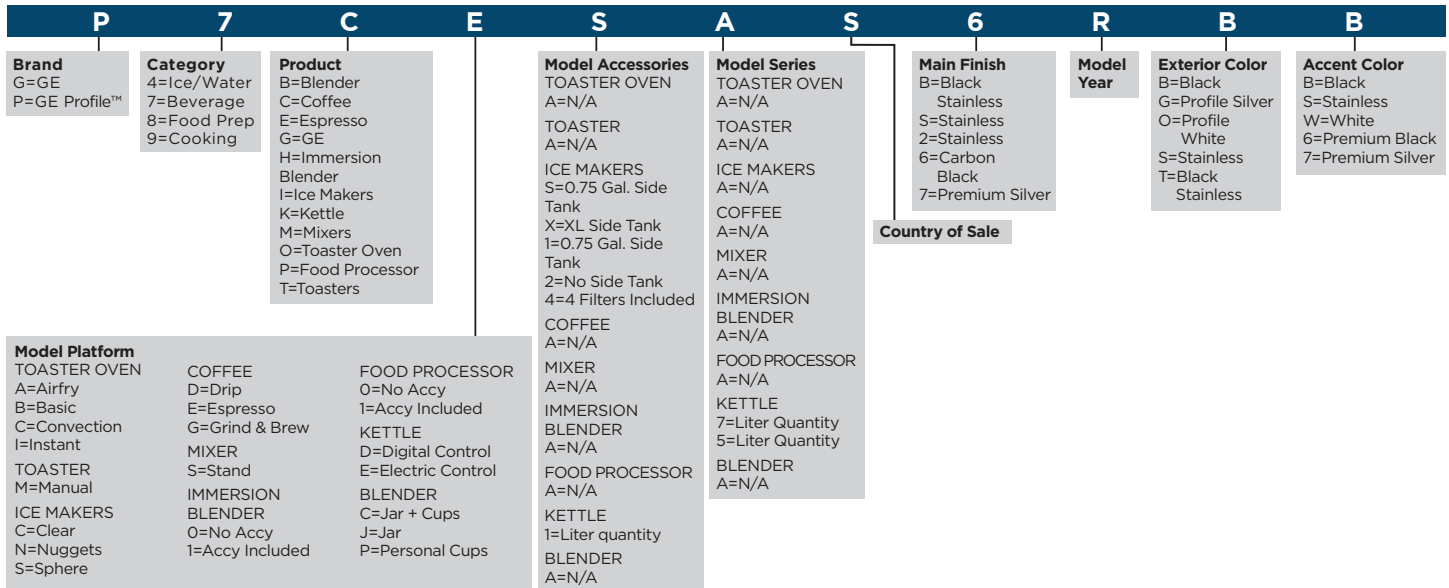 P 7 C E S A S 6 R B B
Brand
G=GE
P=GE Profile™
Category
4=Ice/Water
7=Beverage
8=Food Prep
9=Cooking
Product
B=Blender
C=Coffee
E=Espresso
G=GE
H=Immersion
Blender
I=Ice Makers
K=Kettle
M=Mixers
O=Toaster Oven
P=Food Processor
T=Toasters
Model Platform
TOASTER OVEN
A=Airfry
B=Basic
C=Convection
I=Instant
TOASTER
M=Manual
ICE MAKERS
C=Clear
N=Nuggets
S=Sphere
COFFEE
D=Drip
E=Espresso
G=Grind & Brew
MIXER
S=Stand
IMMERSION
BLENDER
0=No Accy
1=Accy Included
FOOD PROCESSOR
0=No Accy
1=Accy Included
KETTLE
D=Digital Control
E=Electric Control
BLENDER
C=Jar + Cups
J=Jar
P=Personal Cups
Model Accessories
TOASTER OVEN
A=N/A
TOASTER
A=N/A
ICE MAKERS
S=0.75 Gal. Side
Tank
X=XL Side Tank
1=0.75 Gal. Side
Tank
2=No Side Tank
4=4 Filters Included
COFFEE
A=N/A
MIXER
A=N/A
IMMERSION
BLENDER
A=N/A
FOOD PROCESSOR
A=N/A
KETTLE
1=Liter quantity
BLENDER
A=N/A
Model Series
TOASTER OVEN
A=N/A
TOASTER
A=N/A
ICE MAKERS
A=N/A
COFFEE
A=N/A
MIXER
A=N/A
IMMERSION
BLENDER
A=N/A
FOOD PROCESSOR
A=N/A
KETTLE
7=Liter Quantity
5=Liter Quantity
BLENDER
A=N/A
Country of Sale
Main Finish
B=Black
Stainless
S=Stainless
2=Stainless
6=Carbon
Black
7=Premium Silver
Model
Year
Exterior Color
B=Black
G=Profile Silver
O=Profile
White
S=Stainless
T=Black
Stainless
Accent Color
B=Black
S=Stainless
W=White
6=Premium Black
7=Premium Silver